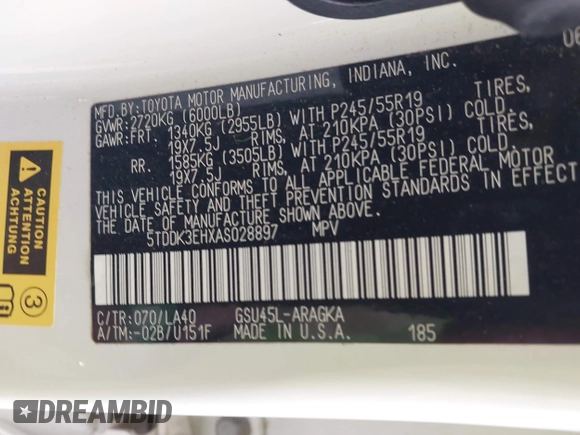 06
MFD.BY:TOYOTA MOTOR MANUFACTURING, INDIANA, INC.
GVWR:2720KG (6000LB)
GAWR:FRT 1340KG (2955LB) WITH P245/55R19 TIRES,
19X7.5J RIMS, AT 210KPA (30PSI) COLD.
RR. 1585KG (3505LB) WITH P245/55R19 TIRES,
19X7.5J RIMS, AT 210KPA (30PSI) COLD.
THIS VEHICLE CONFORMS TO ALL APPLICABLE FEDERAL MOTOR
VEHICLE SAFETY AND THEFT PREVENTION STANDARDS IN EFFECT
THE DATE OF MANUFACTURE SHOWN ABOVE.
5TDDK3EHXAS028897 MPV
C/TR:070/LA40 GSU45L-ARAGKA
A/TM:-02B/U151F MADE IN U.S.A. 185
CAUTION
ATTENTION
ACHTUNG
3
DREAMBID